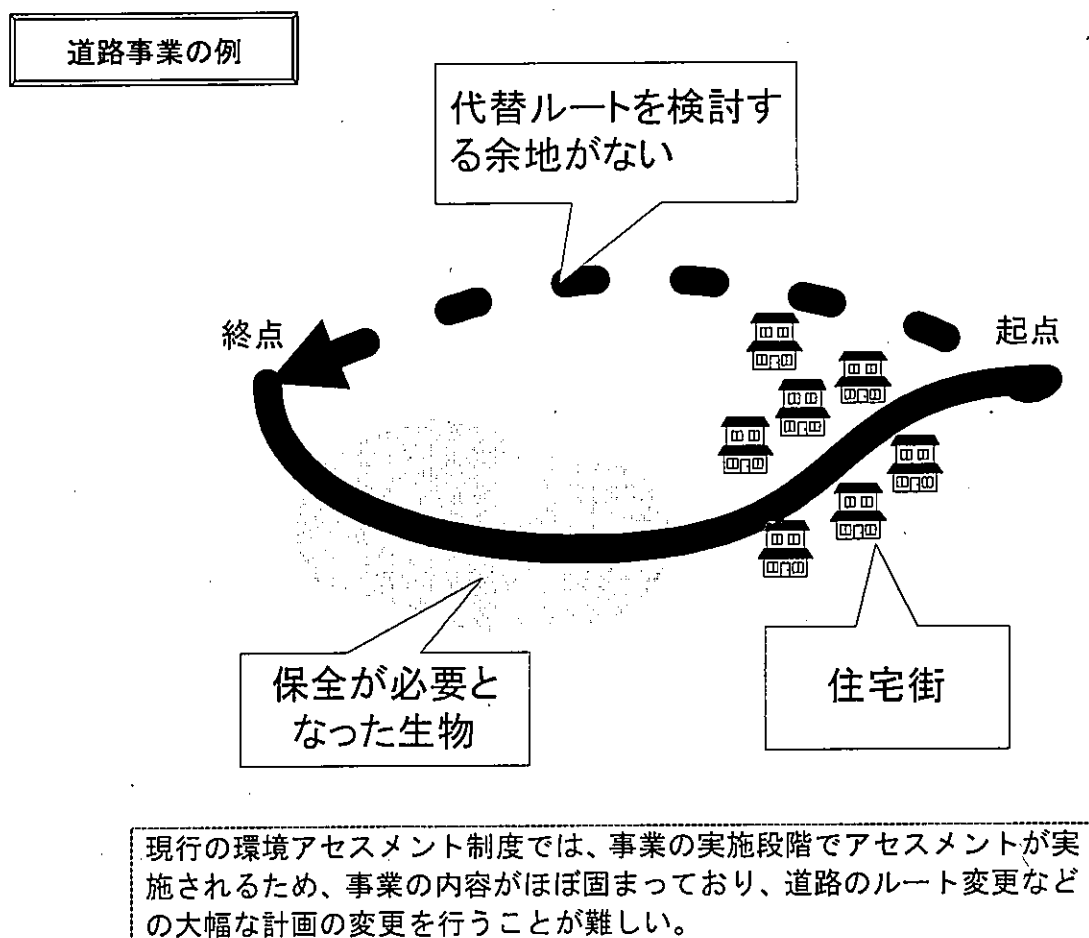 道路事業の例
代替ルートを検討す
る余地がない
終点
起点
保全が必要と
なった生物
住宅街
現行の環境アセスメント制度では、事業の実施段階でアセスメントが実
施されるため、事業の内容がほぼ固まっており、道路のルート変更など
の大幅な計画の変更を行うことが難しい。